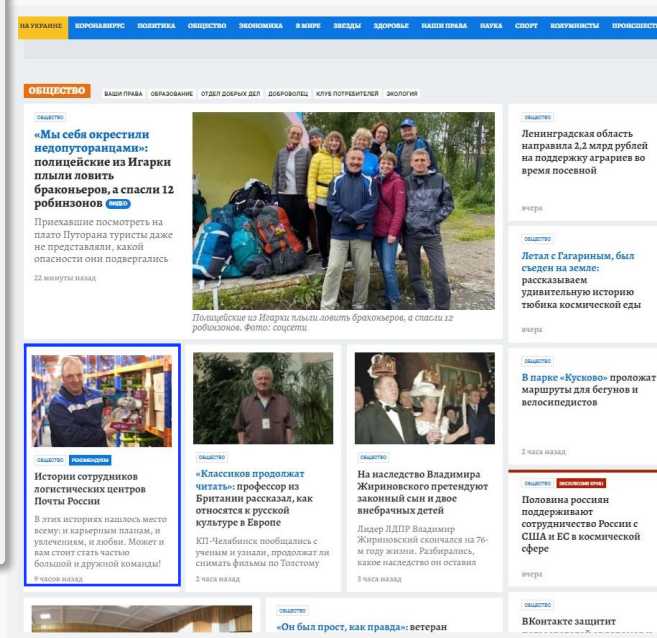 НА УКРАИНЕ КОРОНАВИРУС ПОЛИТИКА ОБЩЕСТВО ЭКОНОМИКА В МИРЕ ЗВЕЗДЫ ЗДОРОВЬЕ НАШИ ПРАВА НАУКА СПОРТ КОЛУМНИСТЫ ПРОИСШЕСТ
ОБЩЕСТВО ВАШИ ПРАВА ОБРАЗОВАНИЕ ОТДЕЛ ДОБРЫХ ДЕЛ ДОБРОВОЛЕЦ КЛУБ ПОТРЕБИТЕЛЕЙ ЭКОЛОГИЯ
ОБЩЕСТВО
«Мы себя окрестили
недопуторанцами»:
полицейские из Игарки
плыли ловить
браконьеров, а спасли 12
робинзонов ВИДЕО
Приехавшие посмотреть на
плато Путорана туристы даже
не представляли, какой
опасности они подвергались
22 минуты назад
Полицейские из Игарки плыли ловить браконьеров, а спасли 12
робинзонов. Фото: соцсети
ОБЩЕСТВО
Ленинградская область
направила 2,2 млрд рублей
на поддержку аграриев во
время посевной
вчера
ОБЩЕСТВО
Летал с Гагариным, был
съеден на земле:
рассказываем
удивительную историю
тюбика космической еды
вчера
ОБЩЕСТВО РЕКОМЕНДУЕМ
Истории сотрудников
логистических центров
Почты России
В этих историях нашлось место
всему: и карьерным планам, и
увлечениям, и любви. Может и
вам стоит стать частью
большой и дружной команды!
9 часов назад
ОБЩЕСТВО
«Классиков продолжат
читать»: профессор из
Британии рассказал, как
относятся к русской
культуре в Европе
КП-Челябинск пообщались с
ученым и узнали, продолжат ли
снимать фильмы по Толстому
2 часа назад
ОБЩЕСТВО
На наследство Владимира
Жириновского претендуют
законный сын и двое
внебрачных детей
Лидер ЛДПР Владимир
Жириновский скончался на 76-
м году жизни. Разбирались,
какое наследство он оставил
3 часа назад
ОБЩЕСТВО
В парке «Кусково» проложат
маршруты для бегунов и
велосипедистов
2 часа назад
ОБЩЕСТВО ЭКСКЛЮЗИВ KP.RU
Половина россиян
поддерживают
сотрудничество России с
США и ЕС в космической
сфере
вчера
ОБЩЕСТВО
«Он был прост, как правда»: ветеран
ОБЩЕСТВО
ВКонтакте защитит